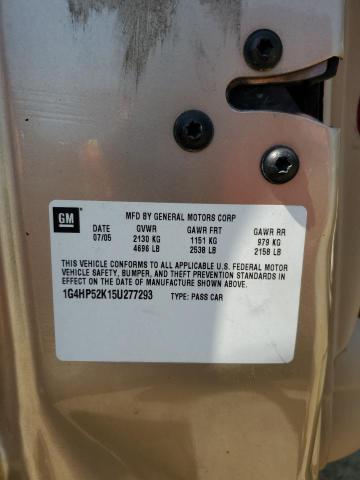 GM
MFD BY GENERAL MOTORS CORP
DATE GVWR GAWR FRT GAWR RR
07/05 2130 KG 1151 KG 979 KG
4696 LB 2538 LB 2158 LB
THIS VEHICLE CONFORMS TO ALL APPLICABLE U.S. FEDERAL MOTOR
VEHICLE SAFETY, BUMPER, AND THEFT PREVENTION STANDARDS
IN EFFECT ON THE DATE OF MANUFACTURE SHOWN ABOVE.
1G4HP52K15U277293 TYPE: PASS CAR